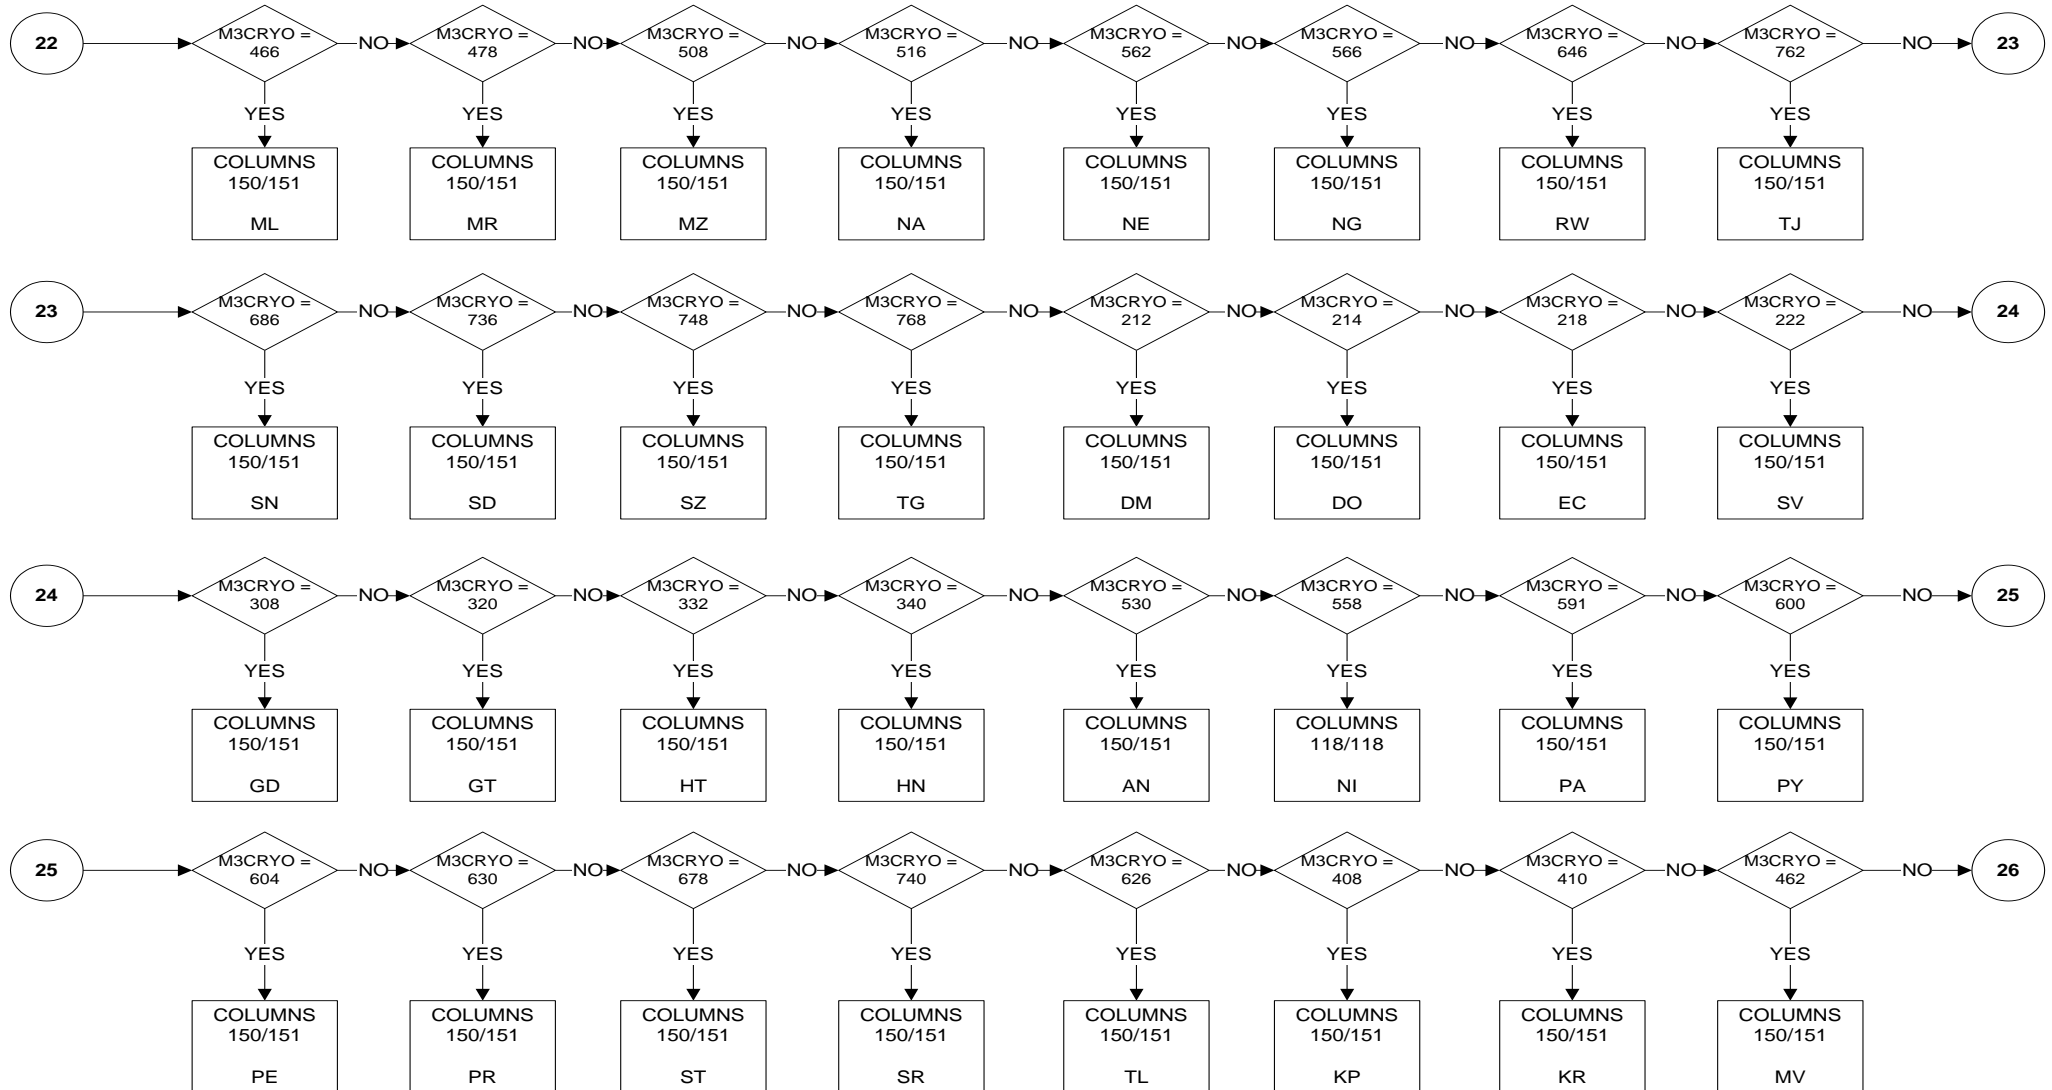 22
M3CRYO =
466
NO
M3CRYO =
478
NO
M3CRYO =
508
NO
M3CRYO =
516
NO
M3CRYO =
562
NO
M3CRYO =
566
NO
M3CRYO =
646
NO
M3CRYO =
762
NO
23
YES
YES
YES
YES
YES
YES
YES
YES
COLUMNS
150/151
ML
COLUMNS
150/151
MR
COLUMNS
150/151
MZ
COLUMNS
150/151
NA
COLUMNS
150/151
NE
COLUMNS
150/151
NG
COLUMNS
150/151
RW
COLUMNS
150/151
TJ
23
M3CRYO =
686
NO
M3CRYO =
736
NO
M3CRYO =
748
NO
M3CRYO =
768
NO
M3CRYO =
212
NO
M3CRYO =
214
NO
M3CRYO =
218
NO
M3CRYO =
222
NO
24
YES
YES
YES
YES
YES
YES
YES
YES
COLUMNS
150/151
SN
COLUMNS
150/151
SD
COLUMNS
150/151
SZ
COLUMNS
150/151
TG
COLUMNS
150/151
DM
COLUMNS
150/151
DO
COLUMNS
150/151
EC
COLUMNS
150/151
SV
24
M3CRYO =
308
NO
M3CRYO =
320
NO
M3CRYO =
332
NO
M3CRYO =
340
NO
M3CRYO =
530
NO
M3CRYO =
558
NO
M3CRYO =
591
NO
M3CRYO =
600
NO
25
YES
YES
YES
YES
YES
YES
YES
YES
COLUMNS
150/151
GD
COLUMNS
150/151
GT
COLUMNS
150/151
HT
COLUMNS
150/151
HN
COLUMNS
150/151
AN
COLUMNS
118/118
NI
COLUMNS
150/151
PA
COLUMNS
150/151
PY
25
M3CRYO =
604
NO
M3CRYO =
630
NO
M3CRYO =
678
NO
M3CRYO =
740
NO
M3CRYO =
626
NO
M3CRYO =
408
NO
M3CRYO =
410
NO
M3CRYO =
462
NO
26
YES
YES
YES
YES
YES
YES
YES
YES
COLUMNS
150/151
PE
COLUMNS
150/151
PR
COLUMNS
150/151
ST
COLUMNS
150/151
SR
COLUMNS
150/151
TL
COLUMNS
150/151
KP
COLUMNS
150/151
KR
COLUMNS
150/151
MV